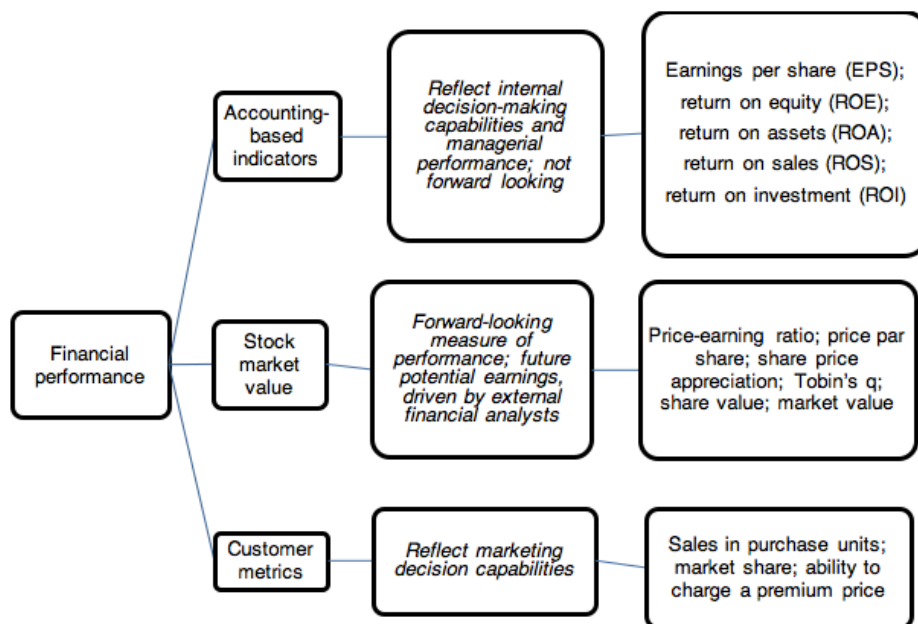 Financial
performance
Accounting-
based
indicators
Reflect internal
decision-making
capabilities and
managerial
performance; not
forward looking
Earnings per share (EPS);
return on equity (ROE);
return on assets (ROA);
return on sales (ROS);
return on investment (ROI)
Stock
market
value
Forward-looking
measure of
performance; future
potential earnings,
driven by external
financial analysts
Price-earning ratio; price par
share; share price
appreciation; Tobin's q;
share value; market value
Customer
metrics
Reflect marketing
decision capabilities
Sales in purchase units;
market share; ability to
charge a premium price